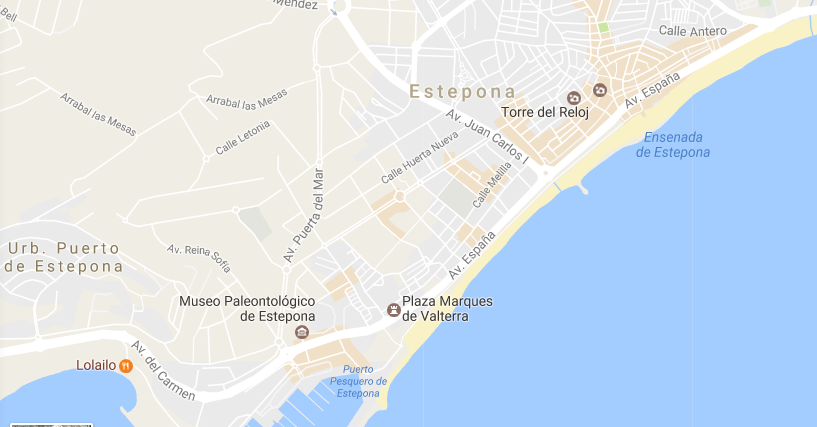 Méndez
Bell
Calle Antero
Estepona
Av. España
Arrabal las Mesas
Arrabal las Mesas
Torre del Reloj
Av. Juan Carlos I
Calle Letonia
Ensenada
de Estepona
Calle Huerta Nueva
Calle Melilla
Av. Puerta del Mar
Urb. Puerto
de Estepona
Av. Reina Sofía
Av. España
Museo Paleontológico
de Estepona
Plaza Marques
de Valterra
Lolailo
Av. del Carmen
Puerto
Pesquero de
Estepona